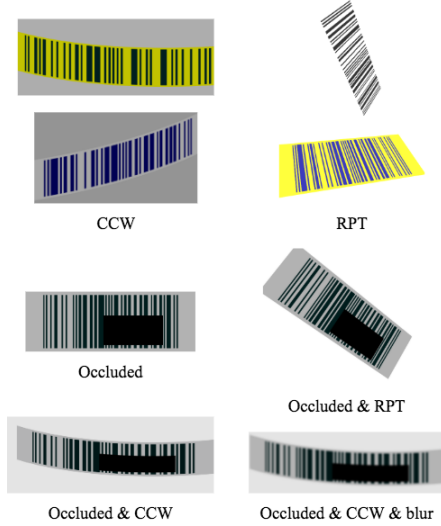 CCW
RPT
Occluded
Occluded & RPT
Occluded & CCW
Occluded & CCW & blur